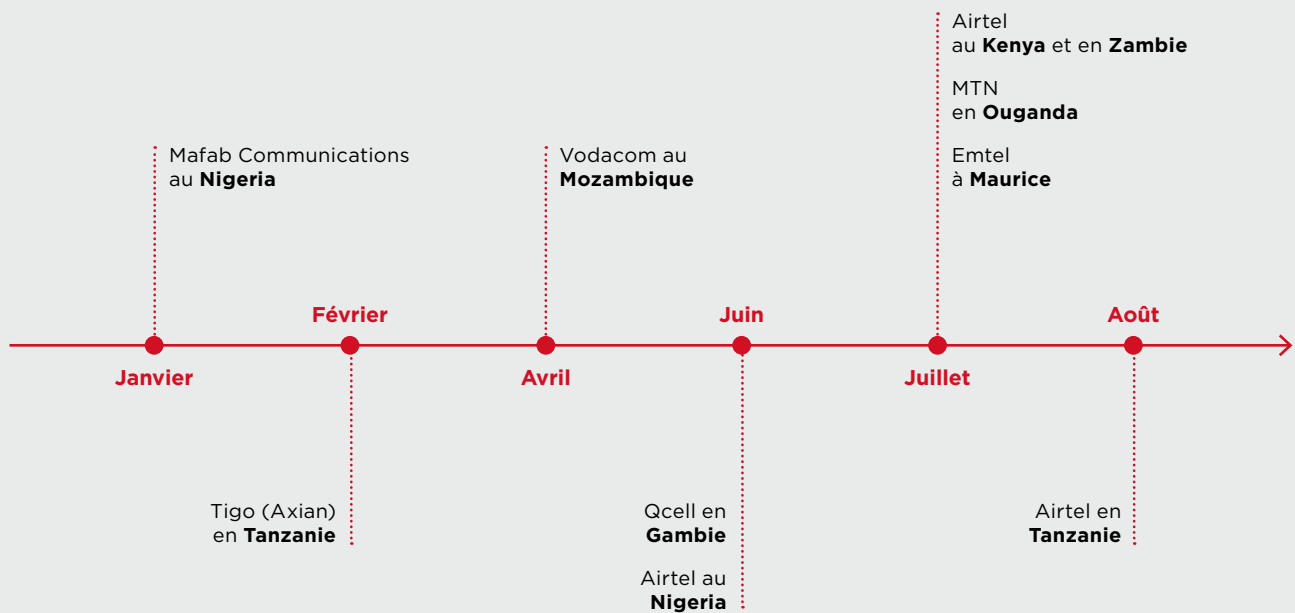 Airtel
au Kenya et en Zambie
MTN
en Ouganda
Mafab Communications
au Nigeria
Vodacom au
Mozambique
Emtel
à Maurice
Février
Juin
Août
Janvier
Avril
Juillet
Tigo (Axian)
en Tanzanie
Qcell en
Gambie
Airtel au
Nigeria
Airtel en
Tanzanie